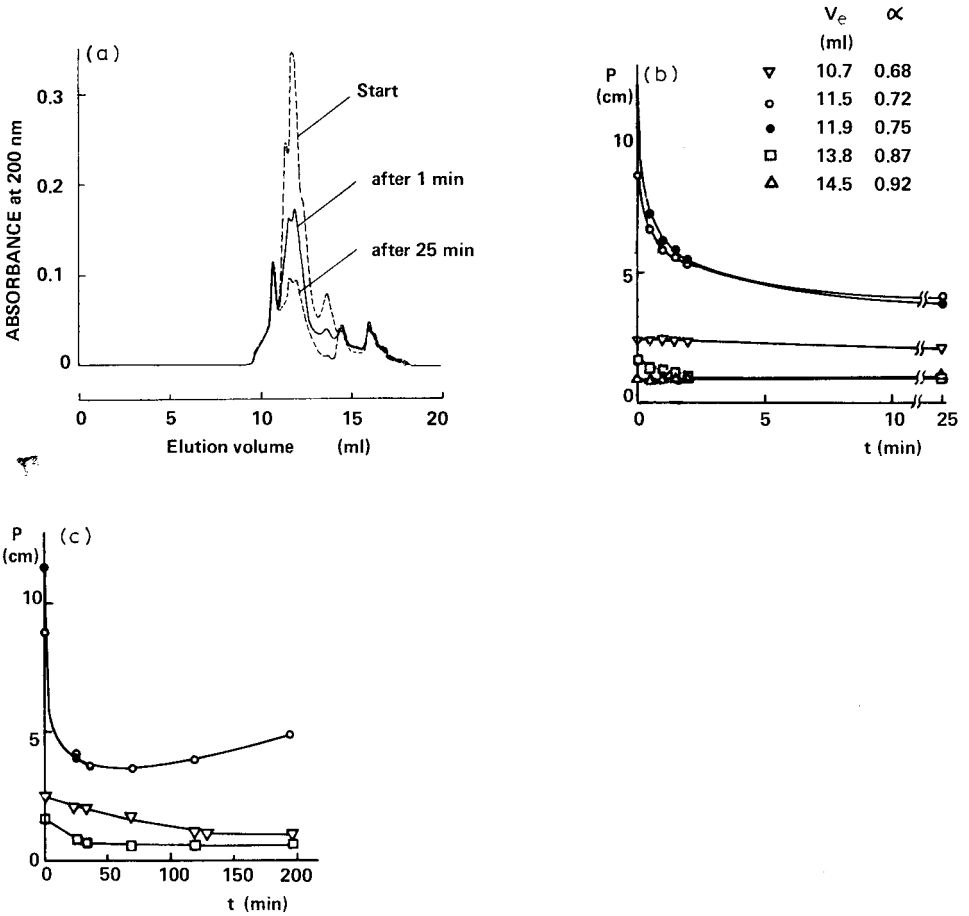 (a)
0.3
0.2
0.1
0
ABSORBANCE at 200 nm
Start
after 1 min
after 25 min
0 5 10 15 20
Elution volume (ml)
Ve α
(ml)
▽ 10.7 0.68
○ 11.5 0.72
● 11.9 0.75
□ 13.8 0.87
△ 14.5 0.92
P (b)
(cm)
10
5
0
0 5 10 25
t (min)
P (c)
(cm)
10
5
0
0 50 100 150 200
t (min)